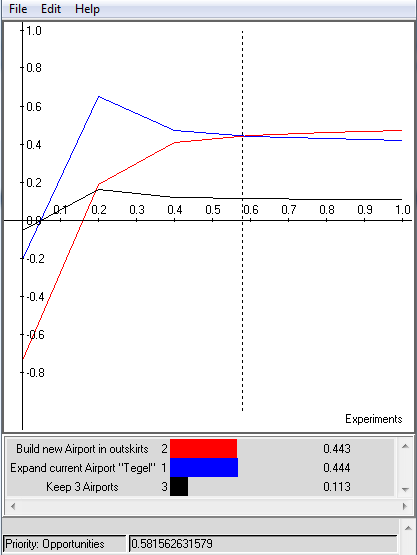 File Edit Help
1.0
0.8
0.6
0.4
0.2
0.0 0.1 0.2 0.3 0.4 0.5 0.6 0.7 0.8 0.9 1.0
-0.2
-0.4
-0.6
-0.8
Experiments
Build new Airport in outskirts 2 0.443
Expand current Airport "Tegel" 1 0.444
Keep 3 Airports 3 0.113
Priority: Opportunities 0.581562631579